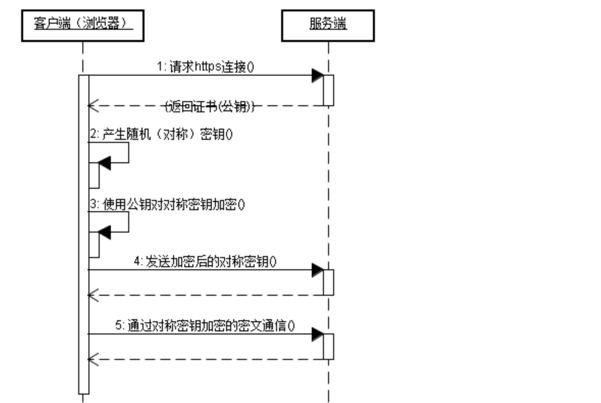 客户端（浏览器） 服务端
1: 请求https连接()
(返回证书(公钥))
2: 产生随机（对称）密钥()
3: 使用公钥对对称密钥加密()
4: 发送加密后的对称密钥()
5: 通过对称密钥加密的密文通信()